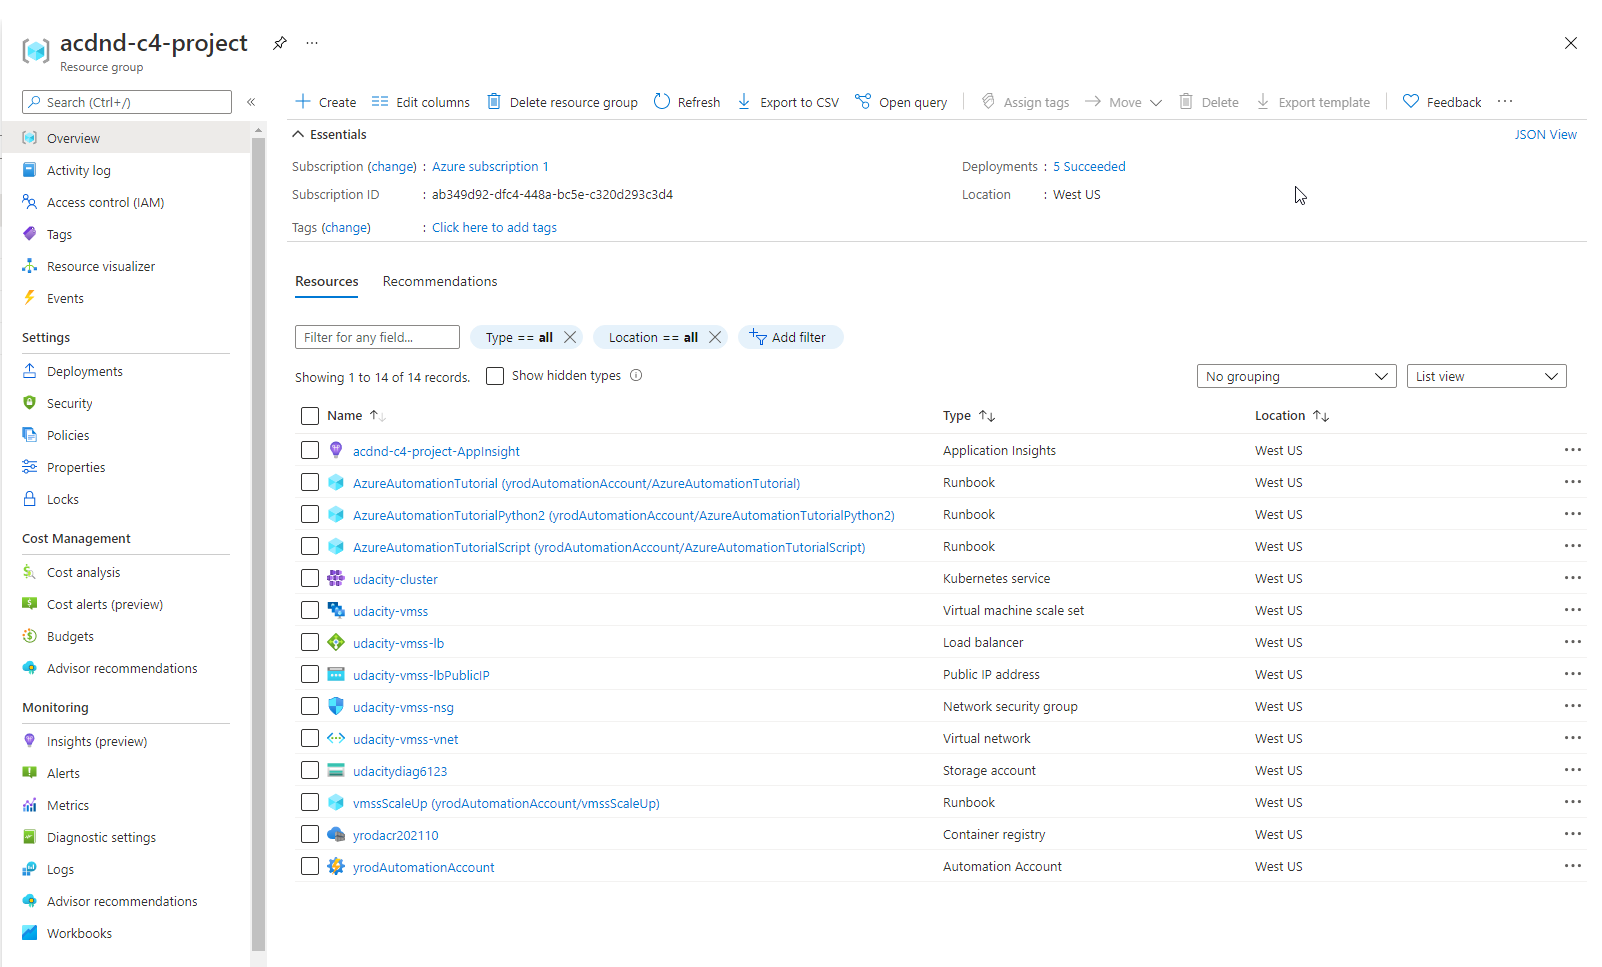 acdnd-c4-project
Resource group
Search (Ctrl+/)
Overview
Activity log
Access control (IAM)
Tags
Resource visualizer
Events
Settings
Deployments
Security
Policies
Properties
Locks
Cost Management
Cost analysis
Cost alerts (preview)
Budgets
Advisor recommendations
Monitoring
Insights (preview)
Alerts
Metrics
Diagnostic settings
Logs
Advisor recommendations
Workbooks
Create Edit columns Delete resource group Refresh Export to CSV Open query Assign tags Move Delete Export template Feedback
Essentials JSON View
Subscription (change) : Azure subscription 1 Deployments : 5 Succeeded
Subscription ID : ab349d92-dfc4-448a-bc5e-c320d293c3d4 Location : West US
Tags (change) : Click here to add tags
Resources Recommendations
Filter for any field... Type == all Location == all Add filter
Showing 1 to 14 of 14 records. Show hidden types No grouping List view
Name Type Location
acdnd-c4-project-AppInsight Application Insights West US
AzureAutomationTutorial (yrodAutomationAccount/AzureAutomationTutorial) Runbook West US
AzureAutomationTutorialPython2 (yrodAutomationAccount/AzureAutomationTutorialPython2) Runbook West US
AzureAutomationTutorialScript (yrodAutomationAccount/AzureAutomationTutorialScript) Runbook West US
udacity-cluster Kubernetes service West US
udacity-vmss Virtual machine scale set West US
udacity-vmss-lb Load balancer West US
udacity-vmss-lbPublicIP Public IP address West US
udacity-vmss-nsg Network security group West US
udacity-vmss-vnet Virtual network West US
udacitydiag6123 Storage account West US
vmssScaleUp (yrodAutomationAccount/vmssScaleUp) Runbook West US
yrodacr202110 Container registry West US
yrodAutomationAccount Automation Account West US